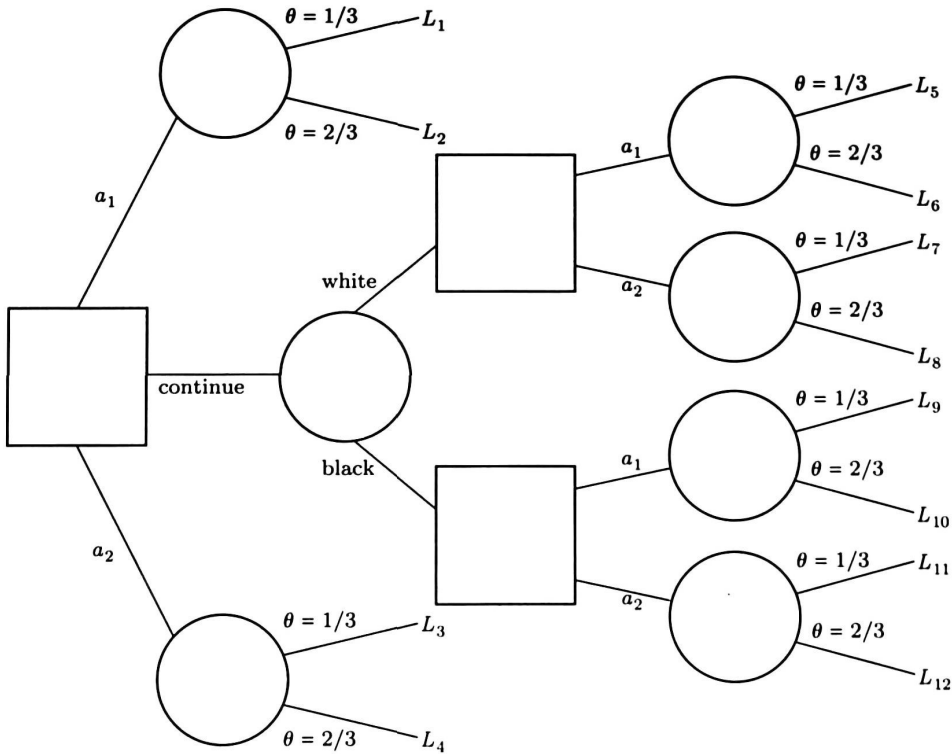 θ = 1/3
L₁
θ = 2/3
L₂
a₁
continue
a₂
θ = 1/3
L₃
θ = 2/3
L₄
white
black
a₁
θ = 1/3
L₅
θ = 2/3
L₆
a₂
θ = 1/3
L₇
θ = 2/3
L₈
a₁
θ = 1/3
L₉
θ = 2/3
L₁₀
a₂
θ = 1/3
L₁₁
θ = 2/3
L₁₂